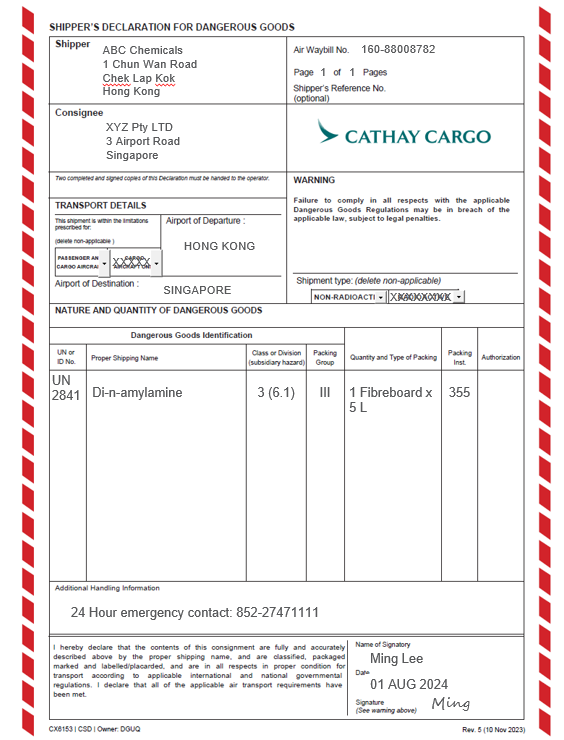 SHIPPER'S DECLARATION FOR DANGEROUS GOODS
Shipper
ABC Chemicals
1 Chun Wan Road
Chek Lap Kok
Hong Kong
Air Waybill No. 160-88008782
Page 1 of 1 Pages
Shipper's Reference No.
(optional)
Consignee
XYZ Pty LTD
3 Airport Road
Singapore
CATHAY CARGO
Two completed and signed copies of this Declaration must be handed to the operator.
WARNING
Failure to comply in all respects with the applicable
Dangerous Goods Regulations may be in breach of the
applicable law, subject to legal penalties.
TRANSPORT DETAILS
This shipment is within the limitations
prescribed for:
(delete non-applicable )
PASSENGER AN
CARGO AIRCRAI
Airport of Departure :
HONG KONG
Airport of Destination :
SINGAPORE
Shipment type: (delete non-applicable)
NON-RADIOACTI
NATURE AND QUANTITY OF DANGEROUS GOODS
Dangerous Goods Identification
UN or
ID No.
Proper Shipping Name
Class or Division
(subsidiary hazard)
Packing
Group
Quantity and Type of Packing
Packing
Inst.
Authorization
UN
2841
Di-n-amylamine
3 (6.1)
III
1 Fibreboard x
5 L
355
Additional Handling Information
24 Hour emergency contact: 852-27471111
I hereby declare that the contents of this consignment are fully and accurately
described above by the proper shipping name, and are classified, packaged
marked and labelled/placarded, and are in all respects in proper condition for
transport according to applicable international and national governmental
regulations. I declare that all of the applicable air transport requirements have
been met.
Name of Signatory
Ming Lee
Date
01 AUG 2024
Signature
(See warning above)
Ming
CX6153 | CSD | Owner: DGUQ
Rev. 5 (10 Nov 2023)